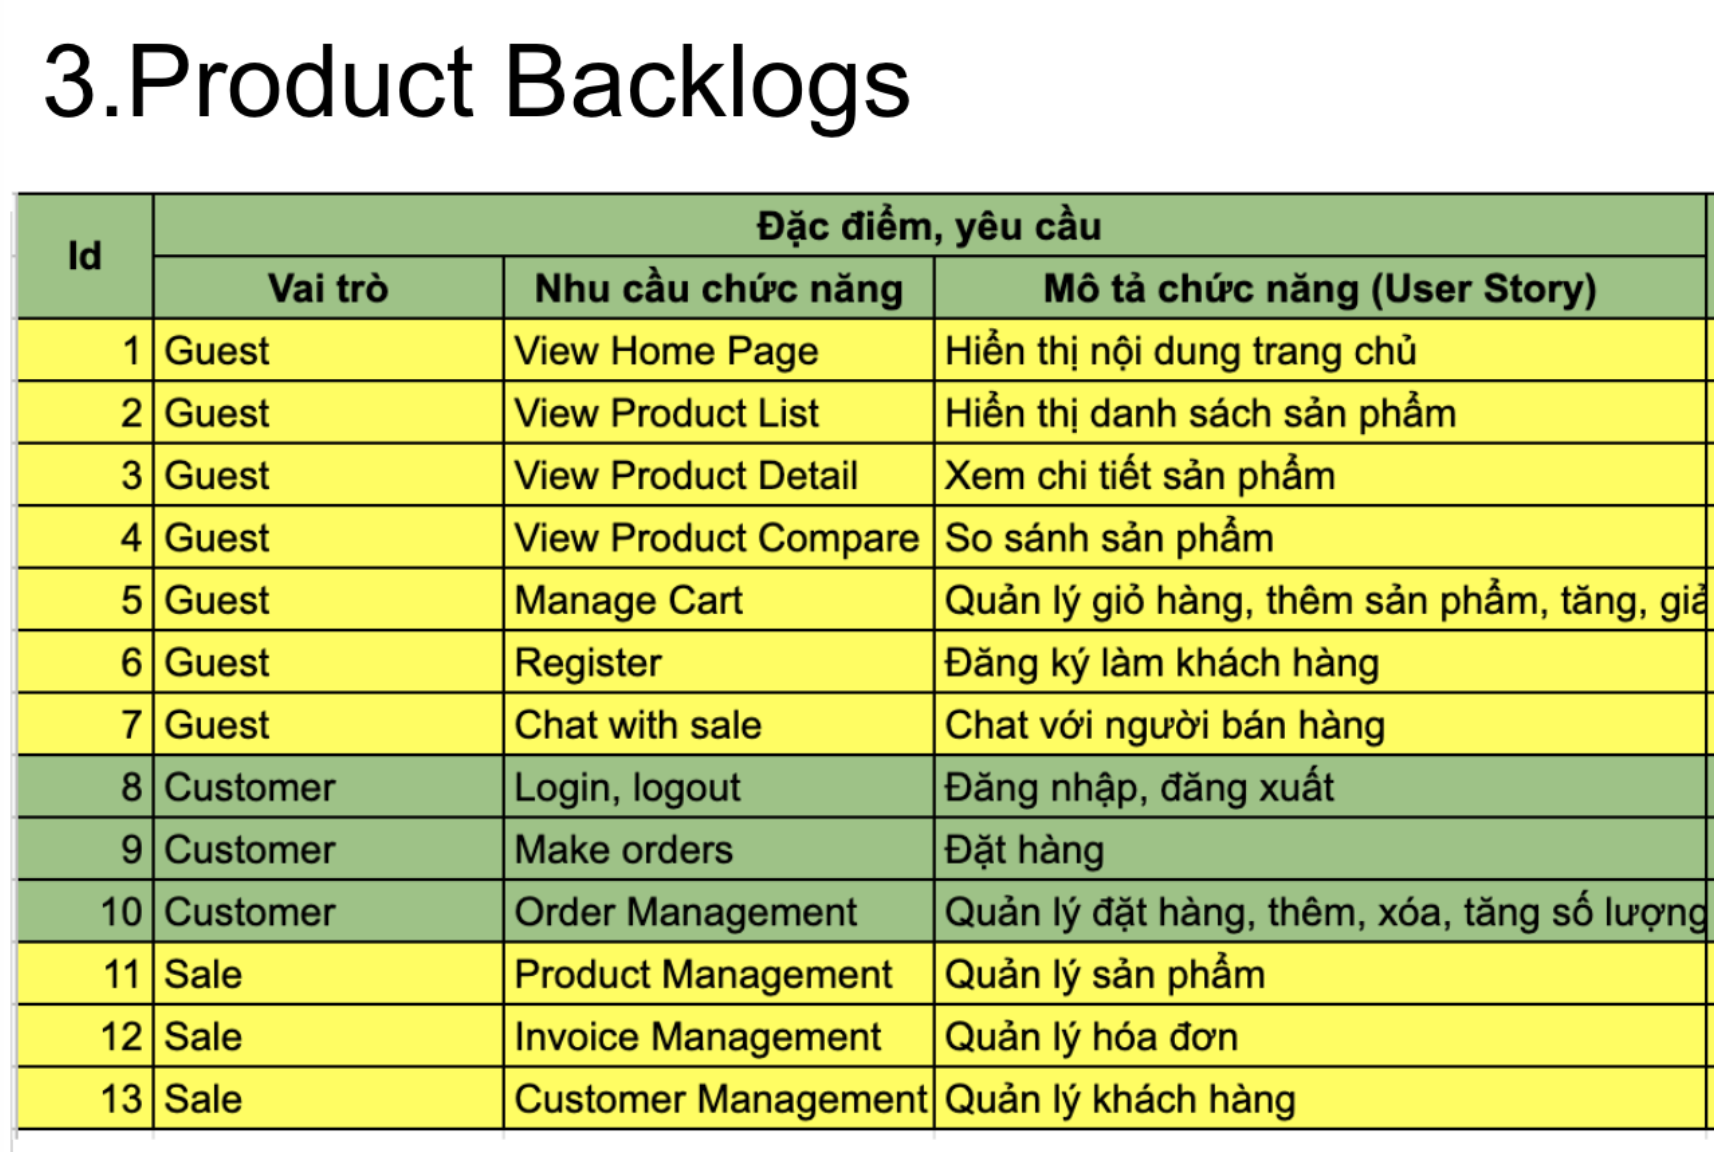 3.Product Backlogs
Id Đặc điểm, yêu cầu
Vai trò Nhu cầu chức năng Mô tả chức năng (User Story)
1 Guest View Home Page Hiển thị nội dung trang chủ
2 Guest View Product List Hiển thị danh sách sản phẩm
3 Guest View Product Detail Xem chi tiết sản phẩm
4 Guest View Product Compare So sánh sản phẩm
5 Guest Manage Cart Quản lý giỏ hàng, thêm sản phẩm, tăng,
6 Guest Register Đăng ký làm khách hàng
7 Guest Chat with sale Chat với người bán hàng
8 Customer Login, logout Đăng nhập, đăng xuất
9 Customer Make orders Đặt hàng
10 Customer Order Management Quản lý đặt hàng, thêm, xóa, tăng số lượng
11 Sale Product Management Quản lý sản phẩm
12 Sale Invoice Management Quản lý hóa đơn
13 Sale Customer Management Quản lý khách hàng